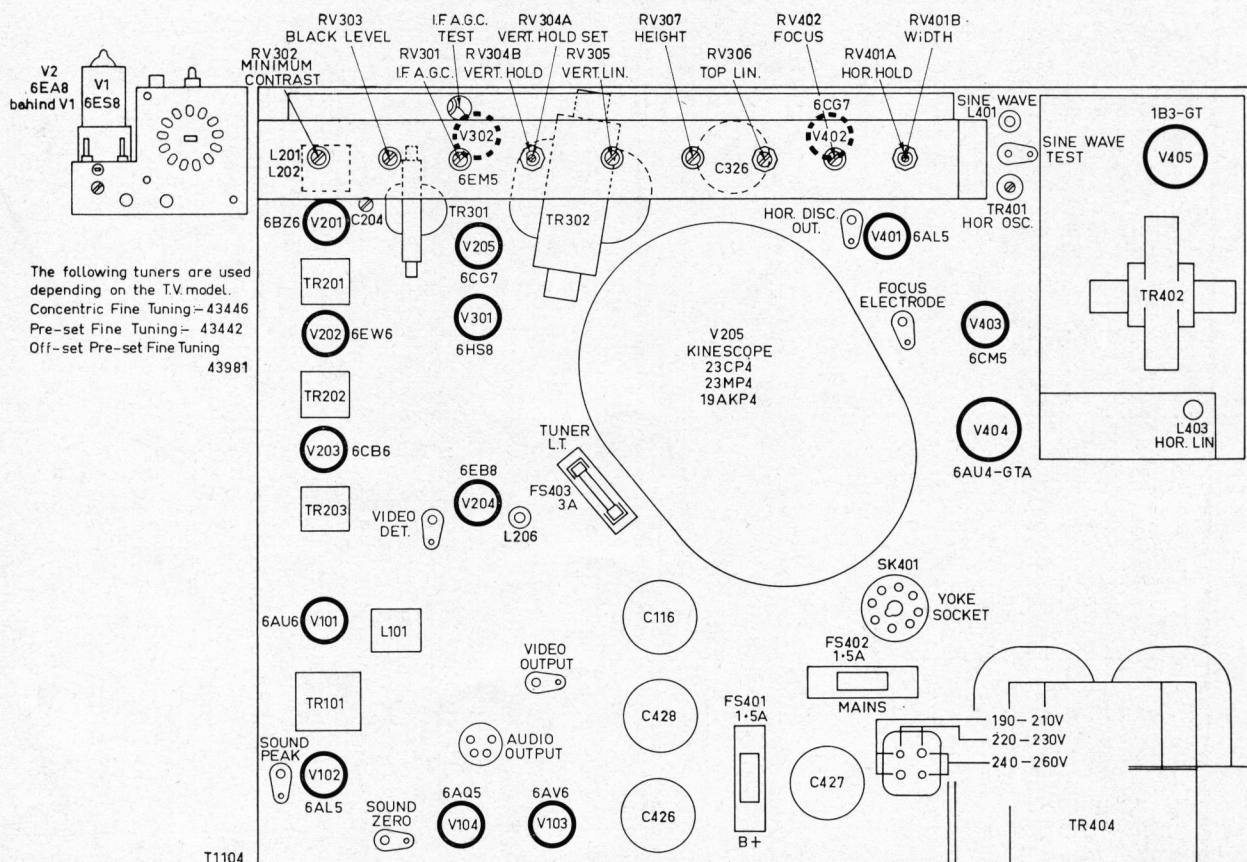 V2
6EA8
behind V1
V1
6ES8
RV302
MINIMUM
CONTRAST
RV303
BLACK LEVEL
RV301
I.F.A.G.C.
I.F.A.G.C.
TEST
RV304B
VERT. HOLD
RV304A
VERT. HOLD SET
RV305
VERT.LIN.
RV307
HEIGHT
RV306
TOP LIN.
RV402
FOCUS
RV401A
HOR.HOLD
RV401B
WiDTH
L201
L202
V302
6EM5
C326
6CG7
V402
SINE WAVE
L401
SINE WAVE
TEST
TR401
HOR OSC.
1B3-GT
V405
6BZ6
V201
C204
TR301
TR302
V205
6CG7
HOR. DISC.
OUT.
V401
6AL5
The following tuners are used
depending on the T.V. model.
Concentric Fine Tuning:- 43446
Pre-set Fine Tuning:- 43442
Off-set Pre-set Fine Tuning
43981
TR201
V301
6HS8
V202
6EW6
V205
KINESCOPE
23CP4
23MP4
19AKP4
FOCUS
ELECTRODE
V403
6CM5
TR402
TR202
V203
6CB6
TUNER
L.T.
FS403
3A
V404
6AU4-GTA
L403
HOR. LIN
TR203
VIDEO
DET.
6EB8
V204
L206
SK401
YOKE
SOCKET
6AU6
V101
L101
C116
VIDEO
OUTPUT
FS402
1·5A
MAINS
TR101
C428
FS401
1·5A
B+
190-210V
220-230V
240-260V
SOUND
PEAK
V102
6AL5
AUDIO
OUTPUT
C427
SOUND
ZERO
6AQ5
V104
6AV6
V103
C426
TR404
T1104